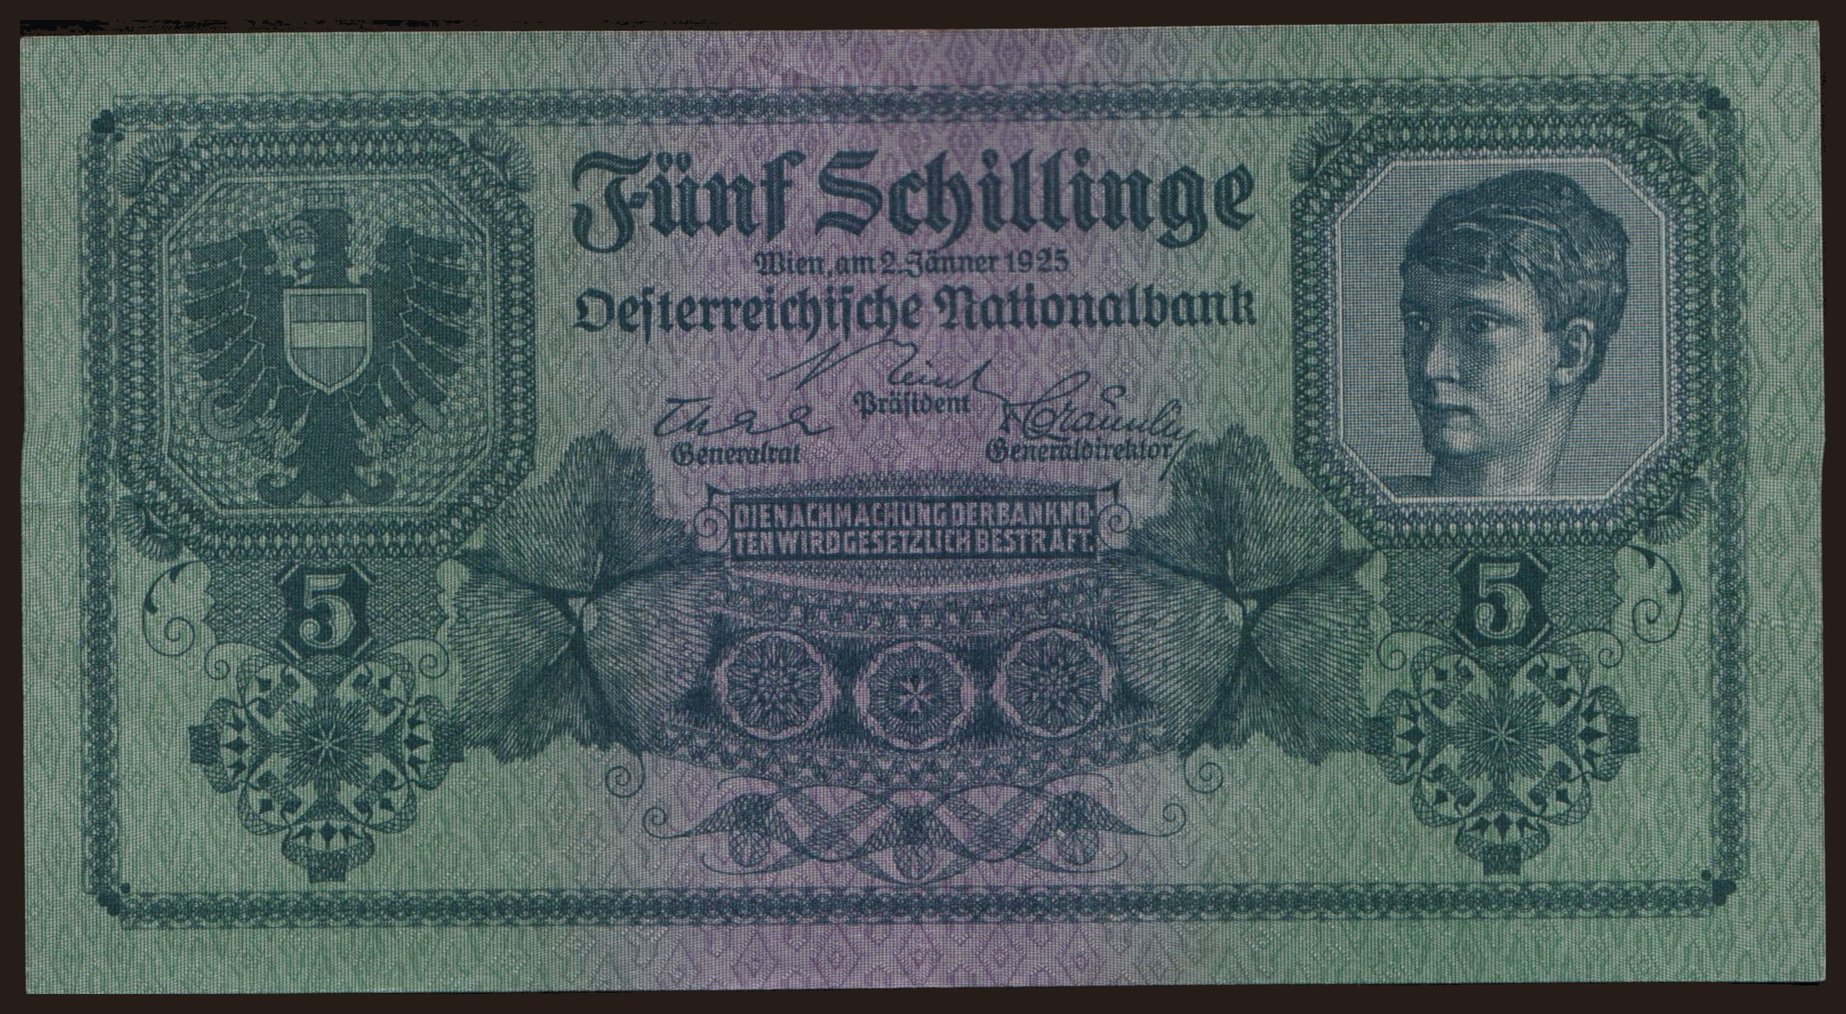 Fünf Schillinge
Wien, am 2. Jänner 1925
Oesterreichische Nationalbank
Präsident
Generalrat
Generaldirektor
DIE NACHMACHUNG DER BANKNO-
TEN WIRD GESETZLICH BESTRAFT.
5
5